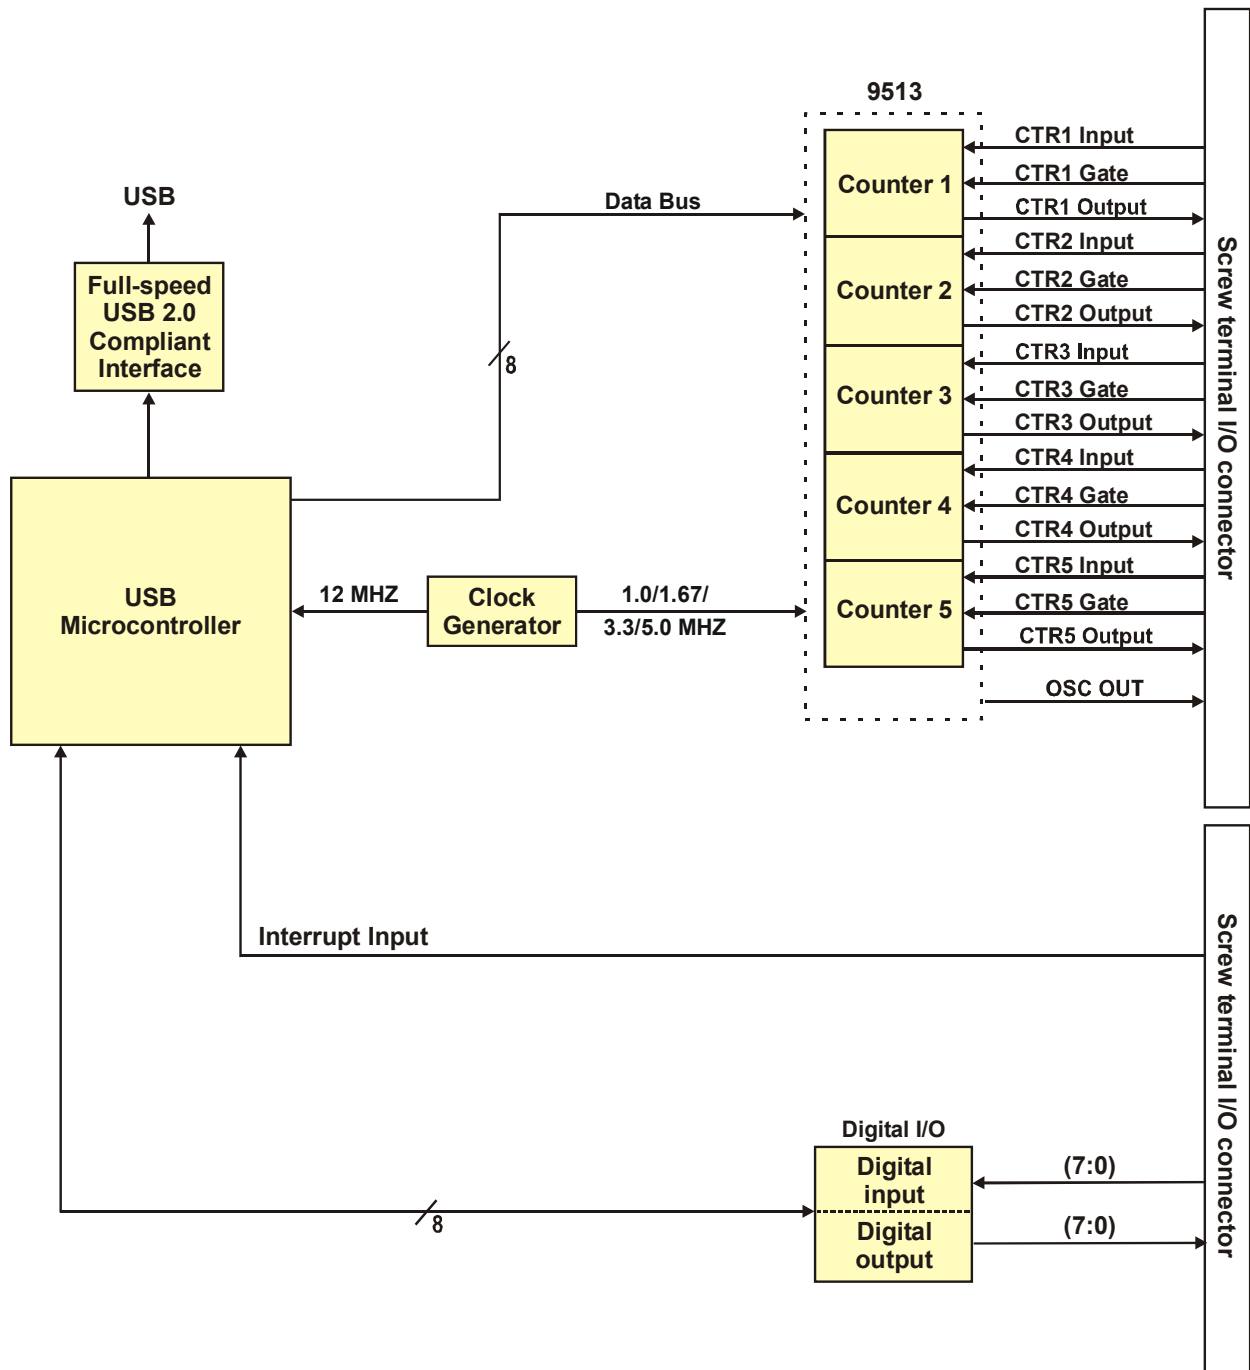 9513
CTR1 Input
CTR1 Gate
CTR1 Output
Counter 1
USB
Data Bus
CTR2 Input
CTR2 Gate
CTR2 Output
Counter 2
Full-speed
USB 2.0
Compliant
Interface
8
CTR3 Input
CTR3 Gate
CTR3 Output
Counter 3
CTR4 Input
CTR4 Gate
CTR4 Output
Counter 4
USB
Microcontroller
12 MHZ
Clock
Generator
1.0/1.67/
3.3/5.0 MHZ
CTR5 Input
CTR5 Gate
CTR5 Output
Counter 5
OSC OUT
Screw terminal I/O connector
Interrupt Input
Digital I/O
Digital
input
Digital
output
8
(7:0)
(7:0)
Screw terminal I/O connector